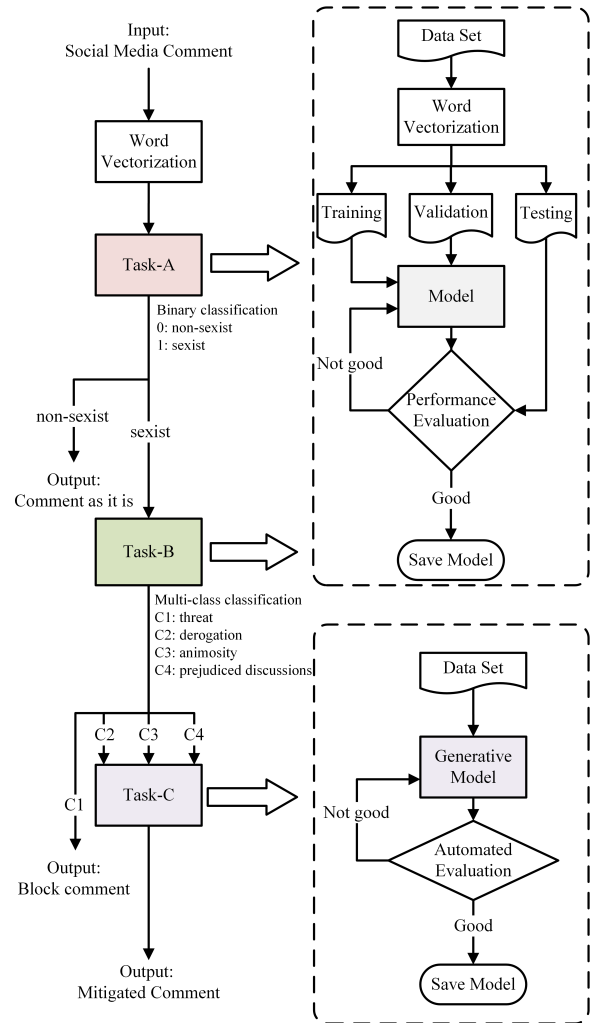 Input:
Social Media Comment
Word
Vectorization
Task-A
Binary classification
0: non-sexist
1: sexist
non-sexist
sexist
Output:
Comment as it is
Task-B
Multi-class classification
C1: threat
C2: derogation
C3: animosity
C4: prejudiced discussions
C2
C3
C4
C1
Task-C
Output:
Block comment
Output:
Mitigated Comment
Data Set
Word
Vectorization
Training
Validation
Testing
Model
Not good
Performance
Evaluation
Good
Save Model
Data Set
Generative
Model
Not good
Automated
Evaluation
Good
Save Model